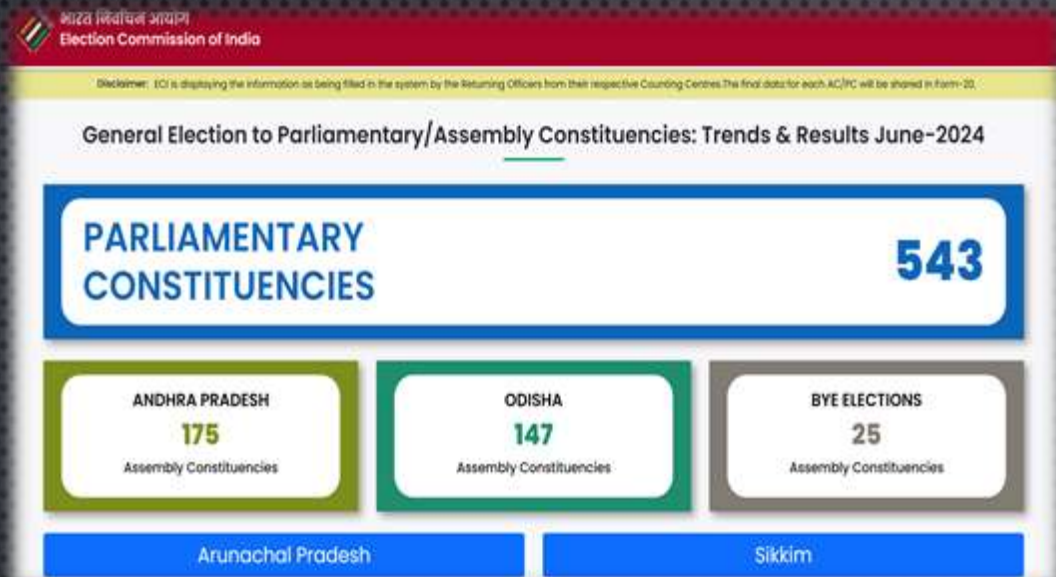 भारत निर्वाचन आयोग
Election Commission of India
Disclaimer: ECI is displaying the information as being filled in the system by the Returning Officers from their respective Counting Centres.The final data for each AC/PC will be shared in Form-20.
General Election to Parliamentary/Assembly Constituencies: Trends & Results June-2024
PARLIAMENTARY
CONSTITUENCIES
543
ANDHRA PRADESH
175
Assembly Constituencies
ODISHA
147
Assembly Constituencies
BYE ELECTIONS
25
Assembly Constituencies
Arunachal Pradesh
Sikkim